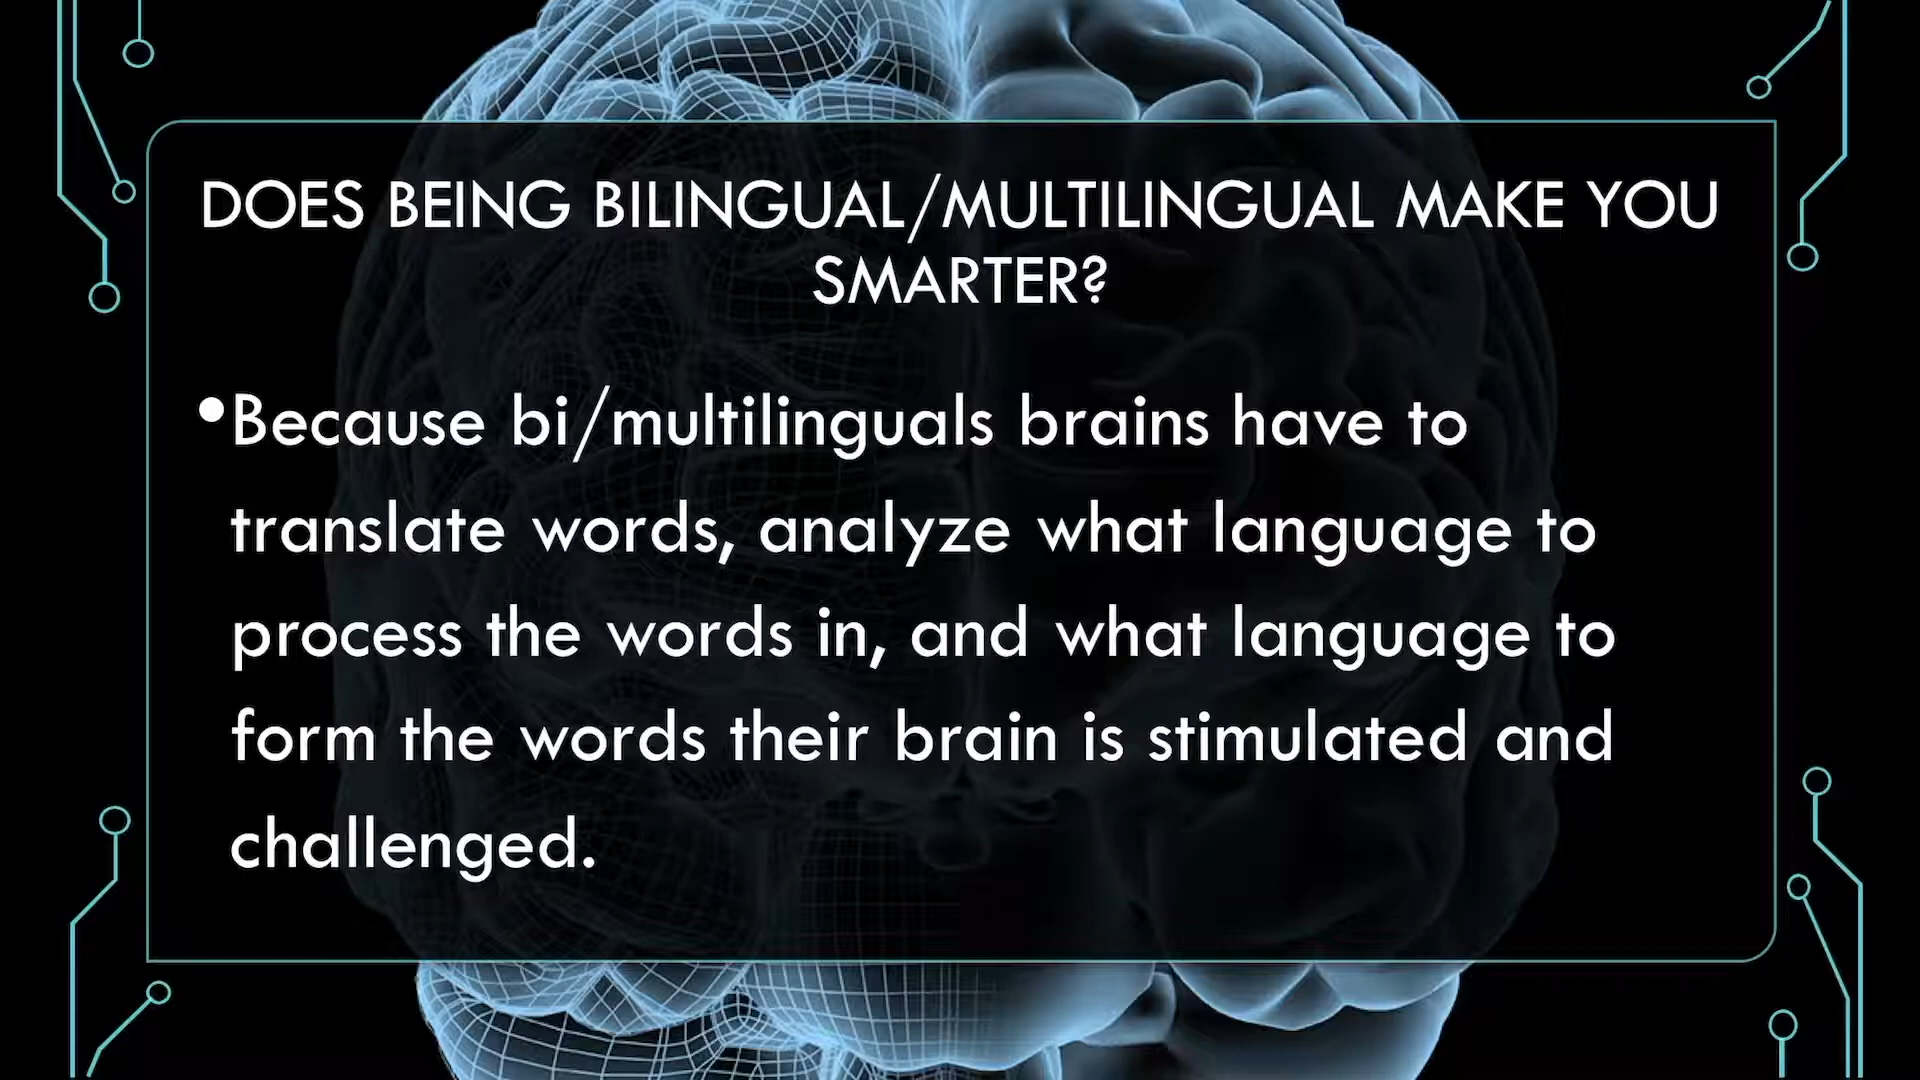 DOES BEING BILINGUAL/MULTILINGUAL MAKE YOU
SMARTER?
•Because bi/multilinguals brains have to
translate words, analyze what language to
process the words in, and what language to
form the words their brain is stimulated and
challenged.